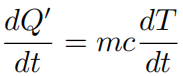 dQ′/dt = mc dT/dt